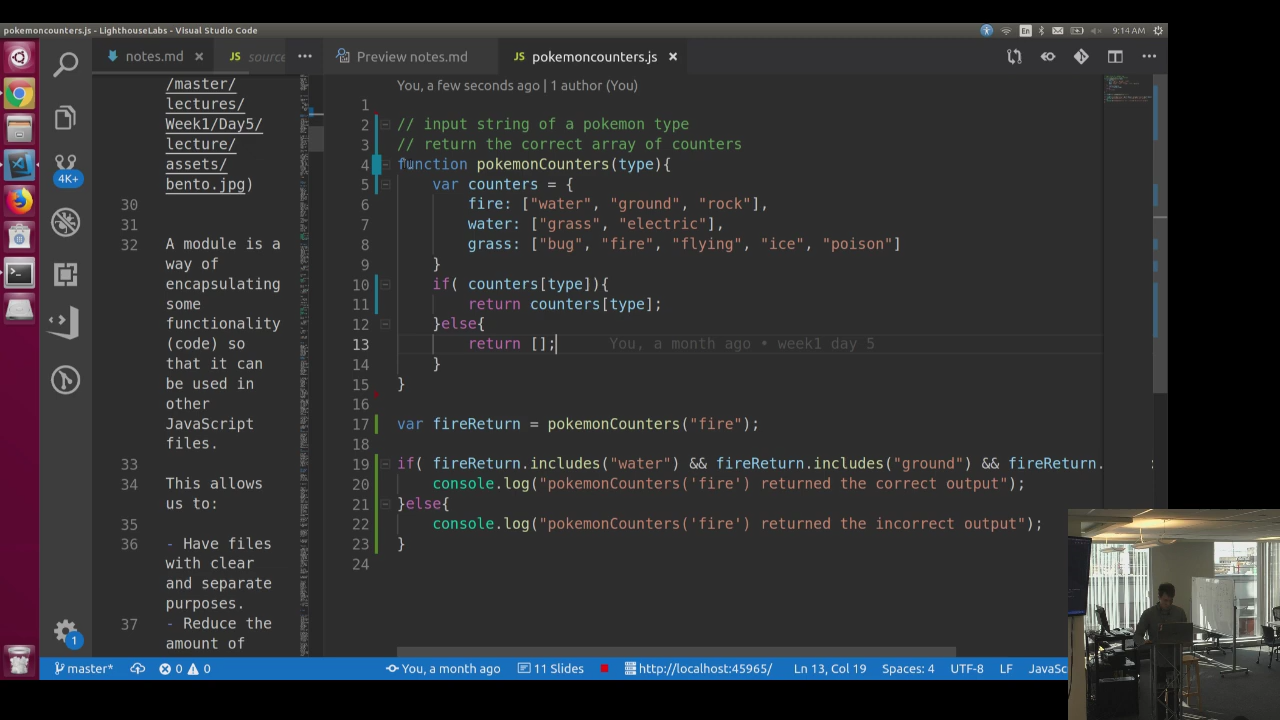 pokemoncounters.js - LighthouseLabs - Visual Studio Code
En
9:14 AM
notes.md
JS source
Preview notes.md
JS pokemoncounters.js
/master/
lectures/
Week1/Day5/
lecture/
assets/
bento.jpg)
30
31
32 A module is a
way of
encapsulating
some
functionality
(code) so
that it can
be used in
other
JavaScript
files.
33
34 This allows
us to:
35
36 - Have files
with clear
and separate
purposes.
37 - Reduce the
amount of
4K+
1
You, a few seconds ago | 1 author (You)
1
2 // input string of a pokemon type
3 // return the correct array of counters
4 function pokemonCounters(type){
5 var counters = {
6 fire: ["water", "ground", "rock"],
7 water: ["grass", "electric"],
8 grass: ["bug", "fire", "flying", "ice", "poison"]
9 }
10 if( counters[type]){
11 return counters[type];
12 }else{
13 return []; You, a month ago • week1 day 5
14 }
15 }
16
17 var fireReturn = pokemonCounters("fire");
18
19 if( fireReturn.includes("water") && fireReturn.includes("ground") && fireReturn.
20 console.log("pokemonCounters('fire') returned the correct output");
21 }else{
22 console.log("pokemonCounters('fire') returned the incorrect output");
23 }
24
master* 0 0 You, a month ago 11 Slides http://localhost:45965/ Ln 13, Col 19 Spaces: 4 UTF-8 LF JavaSc